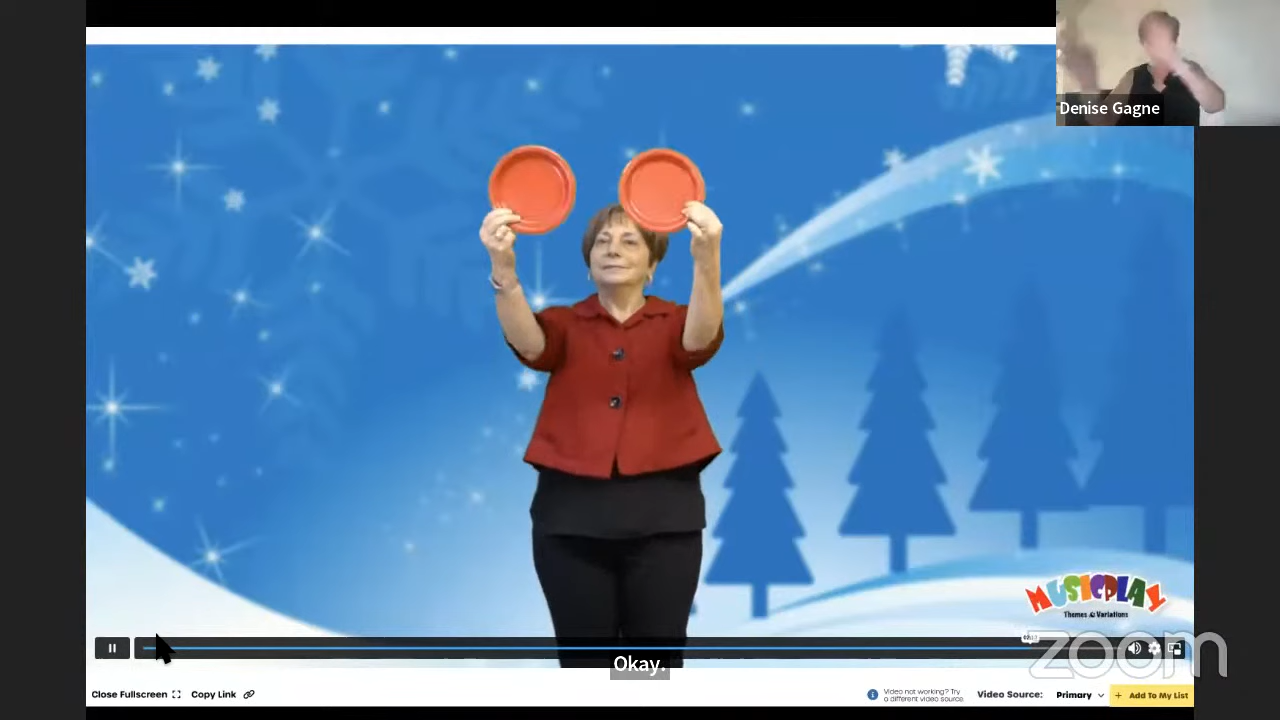 Denise Gagne
MUSICPLAY
Themes & Variations
zoom
Okay.
Close Fullscreen
Copy Link
Video not working? Try
a different video source.
Video Source:
Primary
+ Add To My List